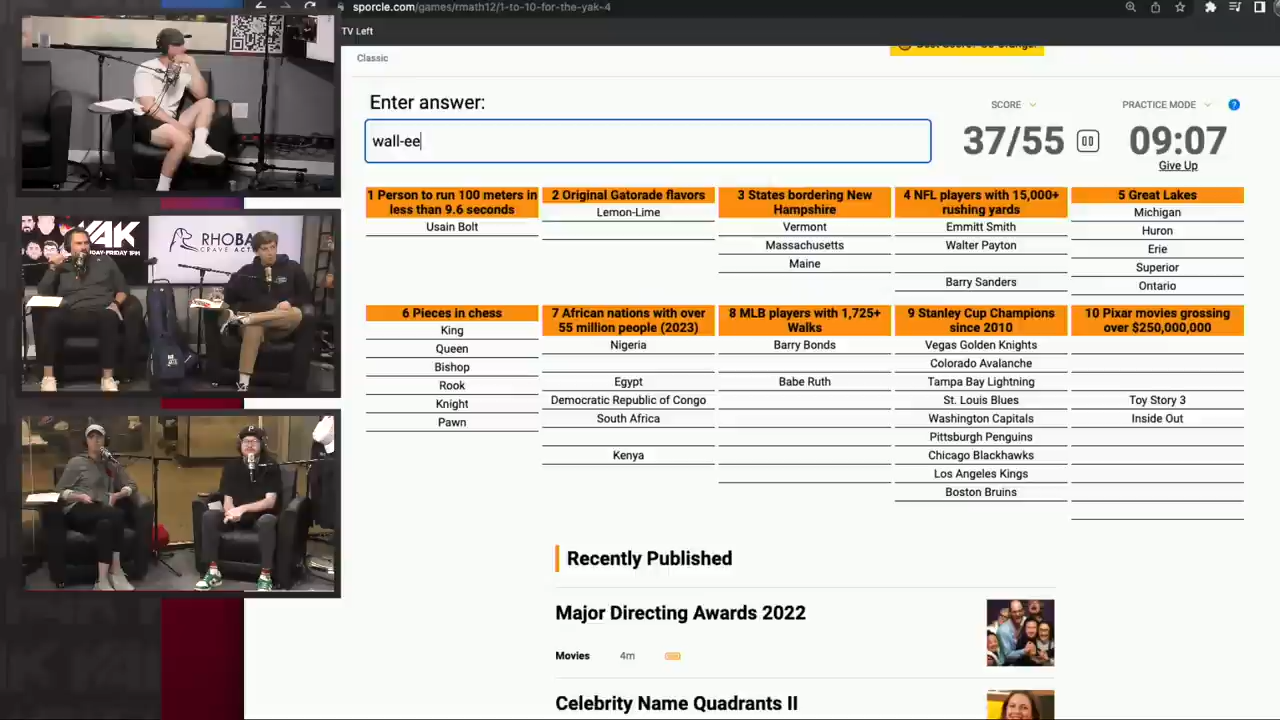 sporcle.com/games/rmath12/1-to-10-for-the-yak-4
TV Left
Classic
Enter answer:
wall-ee
SCORE
37/55
PRACTICE MODE
?
09:07
Give Up
1 Person to run 100 meters in
less than 9.6 seconds
Usain Bolt
2 Original Gatorade flavors
Lemon-Lime
3 States bordering New
Hampshire
Vermont
Massachusetts
Maine
4 NFL players with 15,000+
rushing yards
Emmitt Smith
Walter Payton
Barry Sanders
5 Great Lakes
Michigan
Huron
Erie
Superior
Ontario
6 Pieces in chess
King
Queen
Bishop
Rook
Knight
Pawn
7 African nations with over
55 million people (2023)
Nigeria
Egypt
Democratic Republic of Congo
South Africa
Kenya
8 MLB players with 1,725+
Walks
Barry Bonds
Babe Ruth
9 Stanley Cup Champions
since 2010
Vegas Golden Knights
Colorado Avalanche
Tampa Bay Lightning
St. Louis Blues
Washington Capitals
Pittsburgh Penguins
Chicago Blackhawks
Los Angeles Kings
Boston Bruins
10 Pixar movies grossing
over $250,000,000
Toy Story 3
Inside Out
Recently Published
Major Directing Awards 2022
Movies 4m
Celebrity Name Quadrants II
YAK